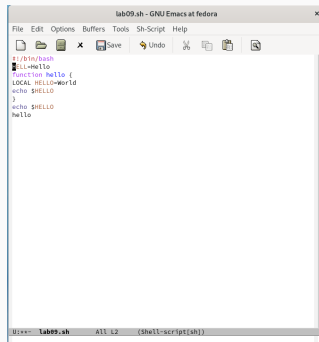 lab09.sh - GNU Emacs at fedora
File Edit Options Buffers Tools Sh-Script Help
Save Undo
#!/bin/bash
HELL=Hello
function hello {
LOCAL HELLO=World
echo $HELLO
}
echo $HELLO
hello
U:**- lab09.sh All L2 (Shell-script[sh])